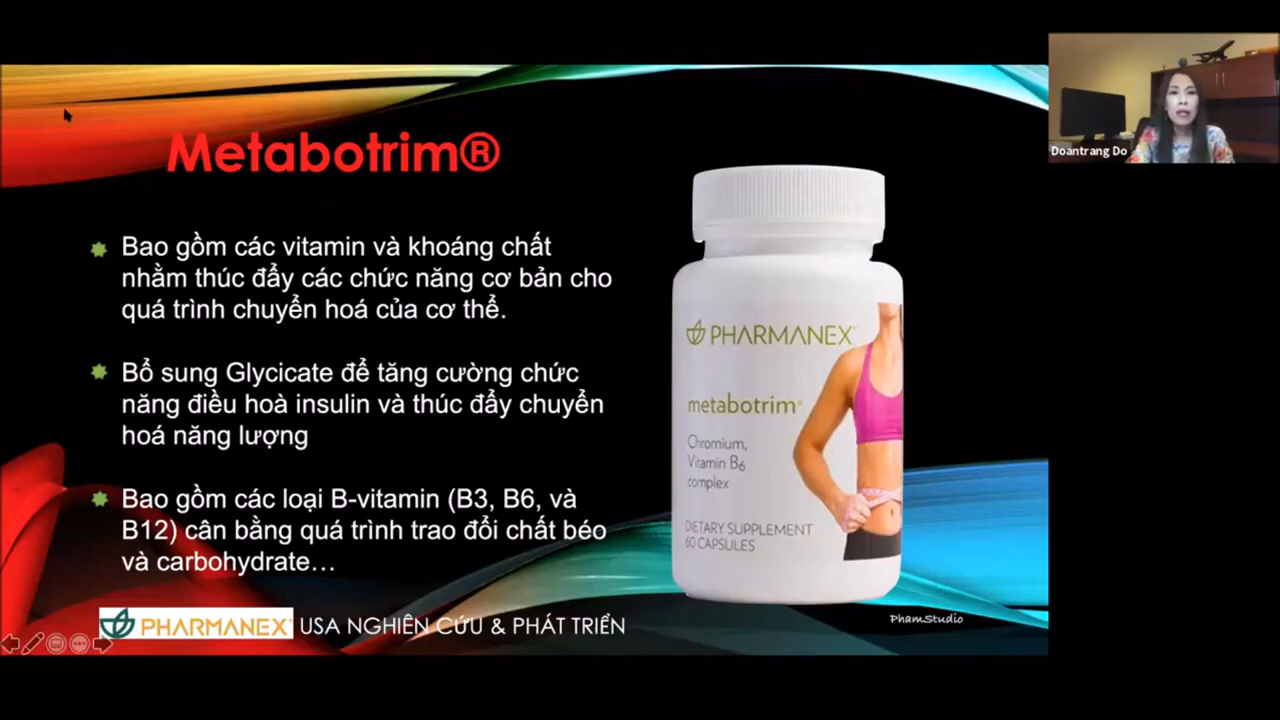 Metabotrim®
Bao gồm các vitamin và khoáng chất
nhằm thúc đẩy các chức năng cơ bản cho
quá trình chuyển hoá của cơ thể.
Bổ sung Glycicate để tăng cường chức
năng điều hoà insulin và thúc đẩy chuyển
hoá năng lượng
Bao gồm các loại B-vitamin (B3, B6, và
B12) cân bằng quá trình trao đổi chất béo
và carbohydrate…
PHARMANEX® USA NGHIÊN CỨU & PHÁT TRIỂN
PHARMANEX®
metabotrim®
Chromium,
Vitamin B6
complex
DIETARY SUPPLEMENT
60 CAPSULES
PhamStudio
Doantrang Do